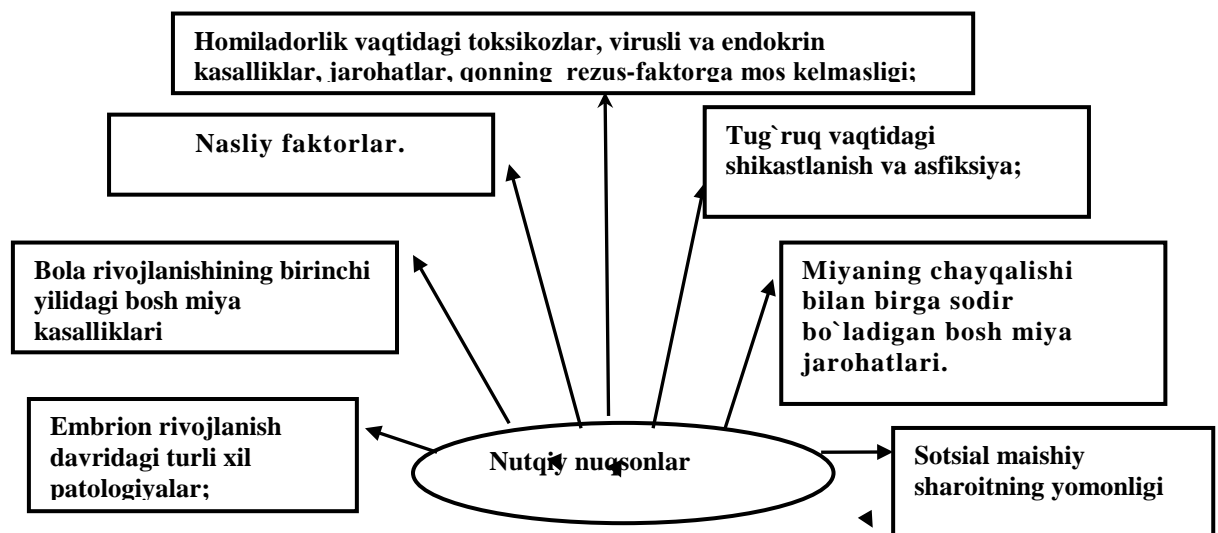 Homiladorlik vaqtidagi toksikozlar, virusli va endokrin
kasalliklar, jarohatlar, qonning rezus-faktorga mos kelmasligi;
Nasliy faktorlar.
Tug`ruq vaqtidagi
shikastlanish va asfiksiya;
Bola rivojlanishining birinchi
yilidagi bosh miya
kasalliklari
Miyaning chayqalishi
bilan birga sodir
bo`ladigan bosh miya
jarohatlari.
Embrion rivojlanish
davridagi turli xil
patologiyalar;
Nutqiy nuqsonlar
Sotsial maishiy
sharoitning yomonligi